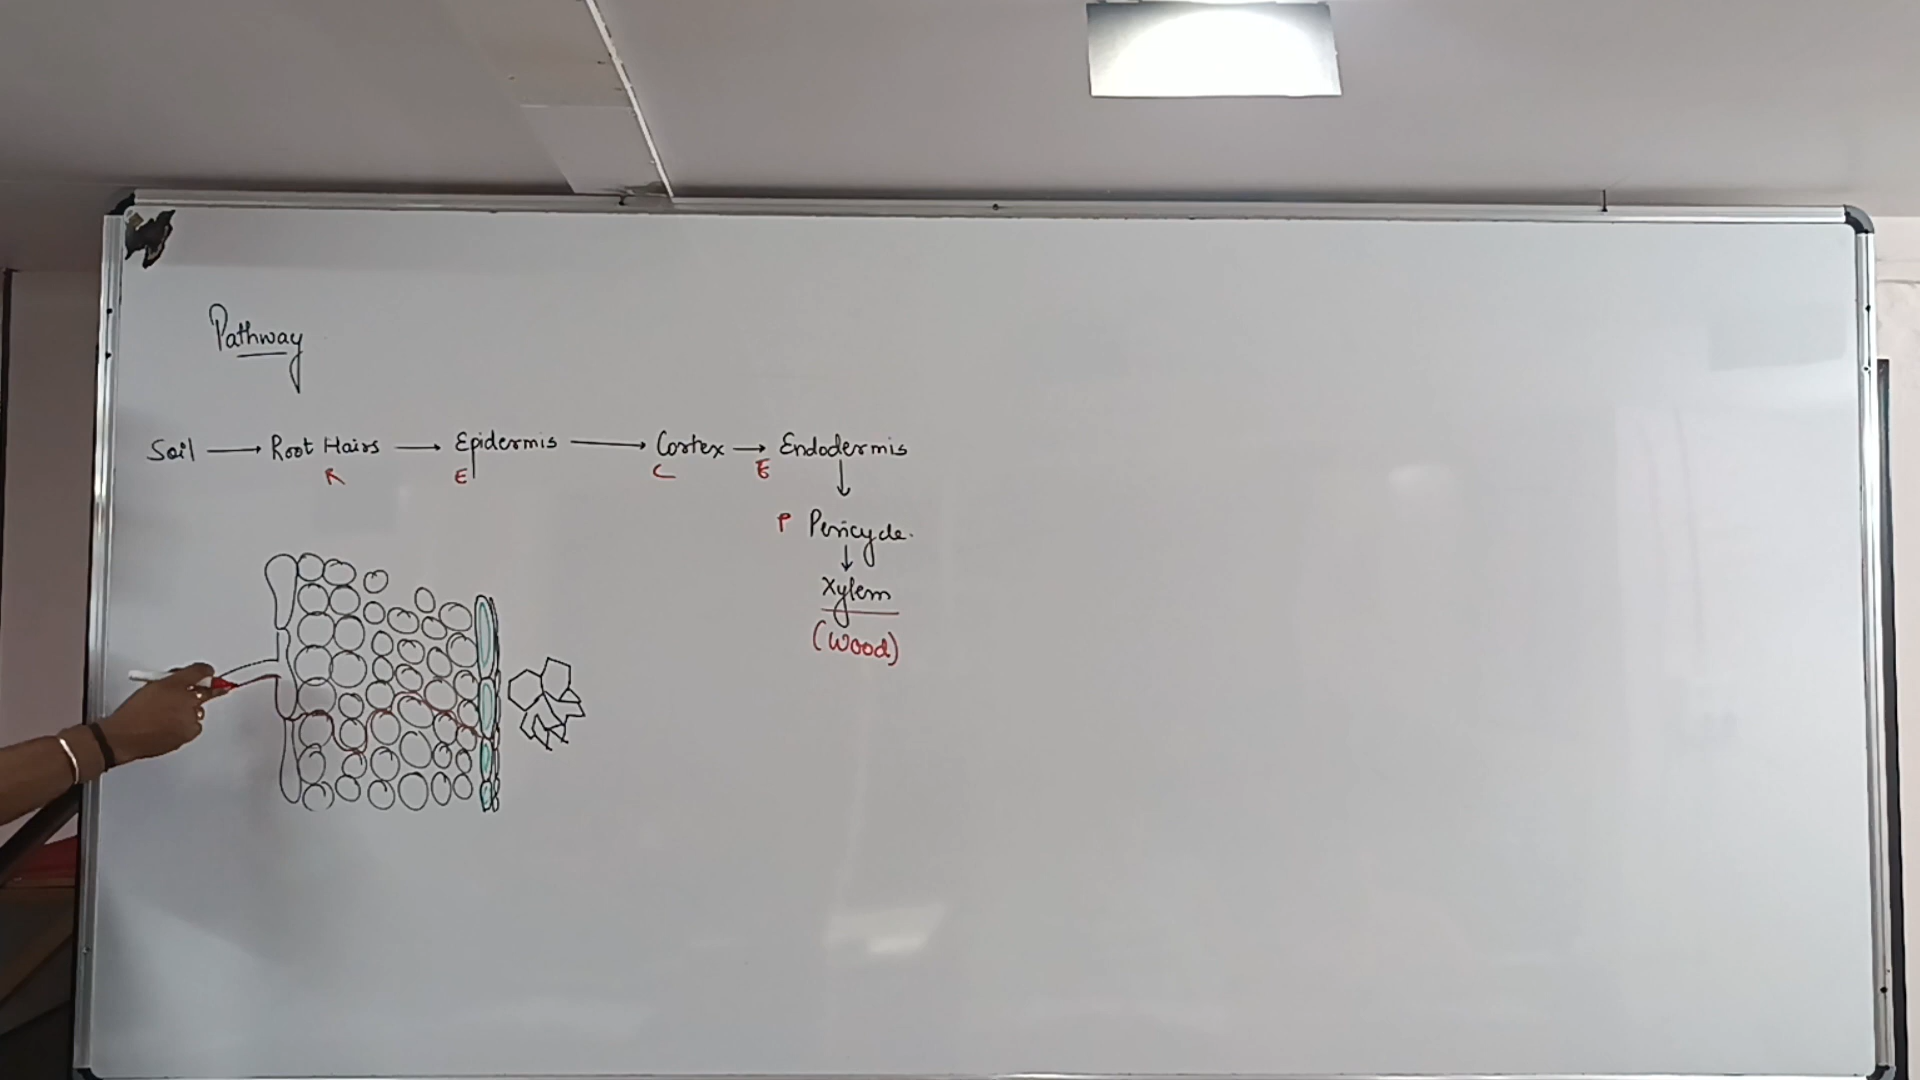 Pathway
Soil → Root Hairs → Epidermis → Cortex → Endodermis
R E C E
↓
P Pericycle.
↓
Xylem
(Wood)